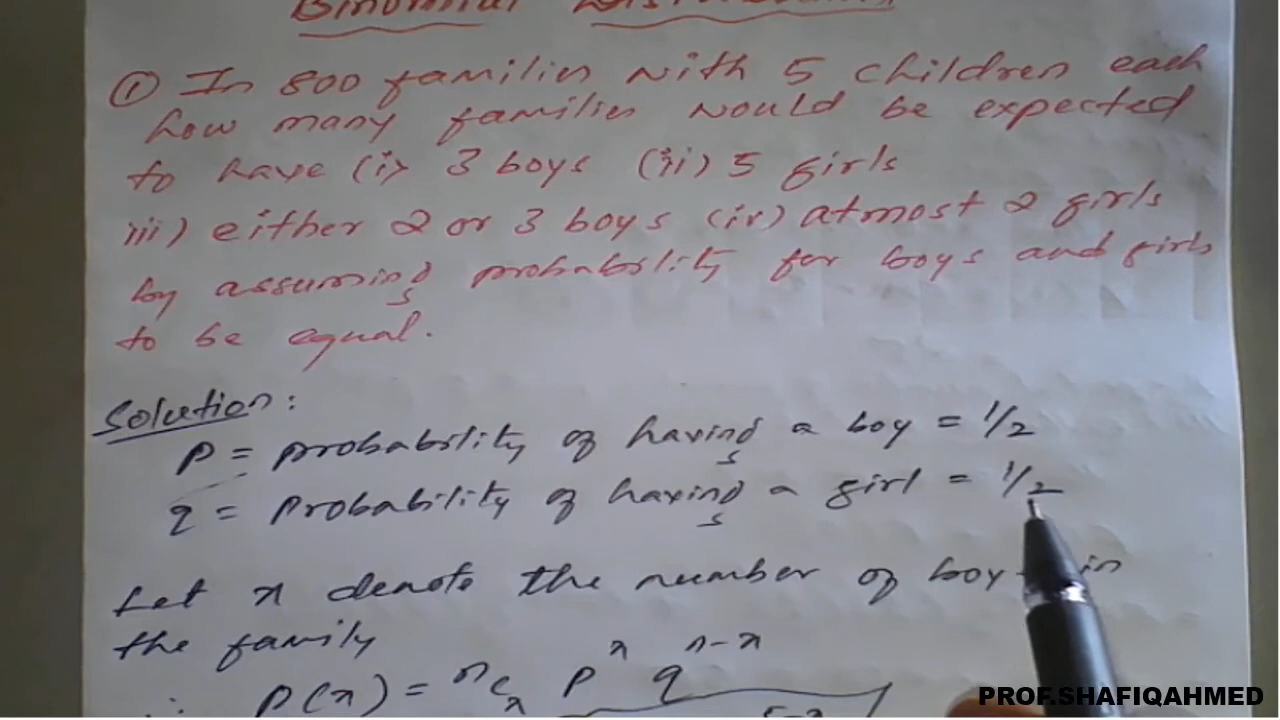 Binomial Distribution
① In 800 families with 5 children each
how many families would be expected
to have (i) 3 boys (ii) 5 girls
iii) either 2 or 3 boys (iv) atmost 2 girls
by assuming probability for boys and girls
to be equal.
Solution:
p = probability of having a boy = 1/2
q = Probability of having a girl = 1/2
Let x denote the number of boys in
the family
∴ P(x) = ⁿCₓ pˣ qⁿ⁻ˣ
5-x
PROF.SHAFIQAHMED